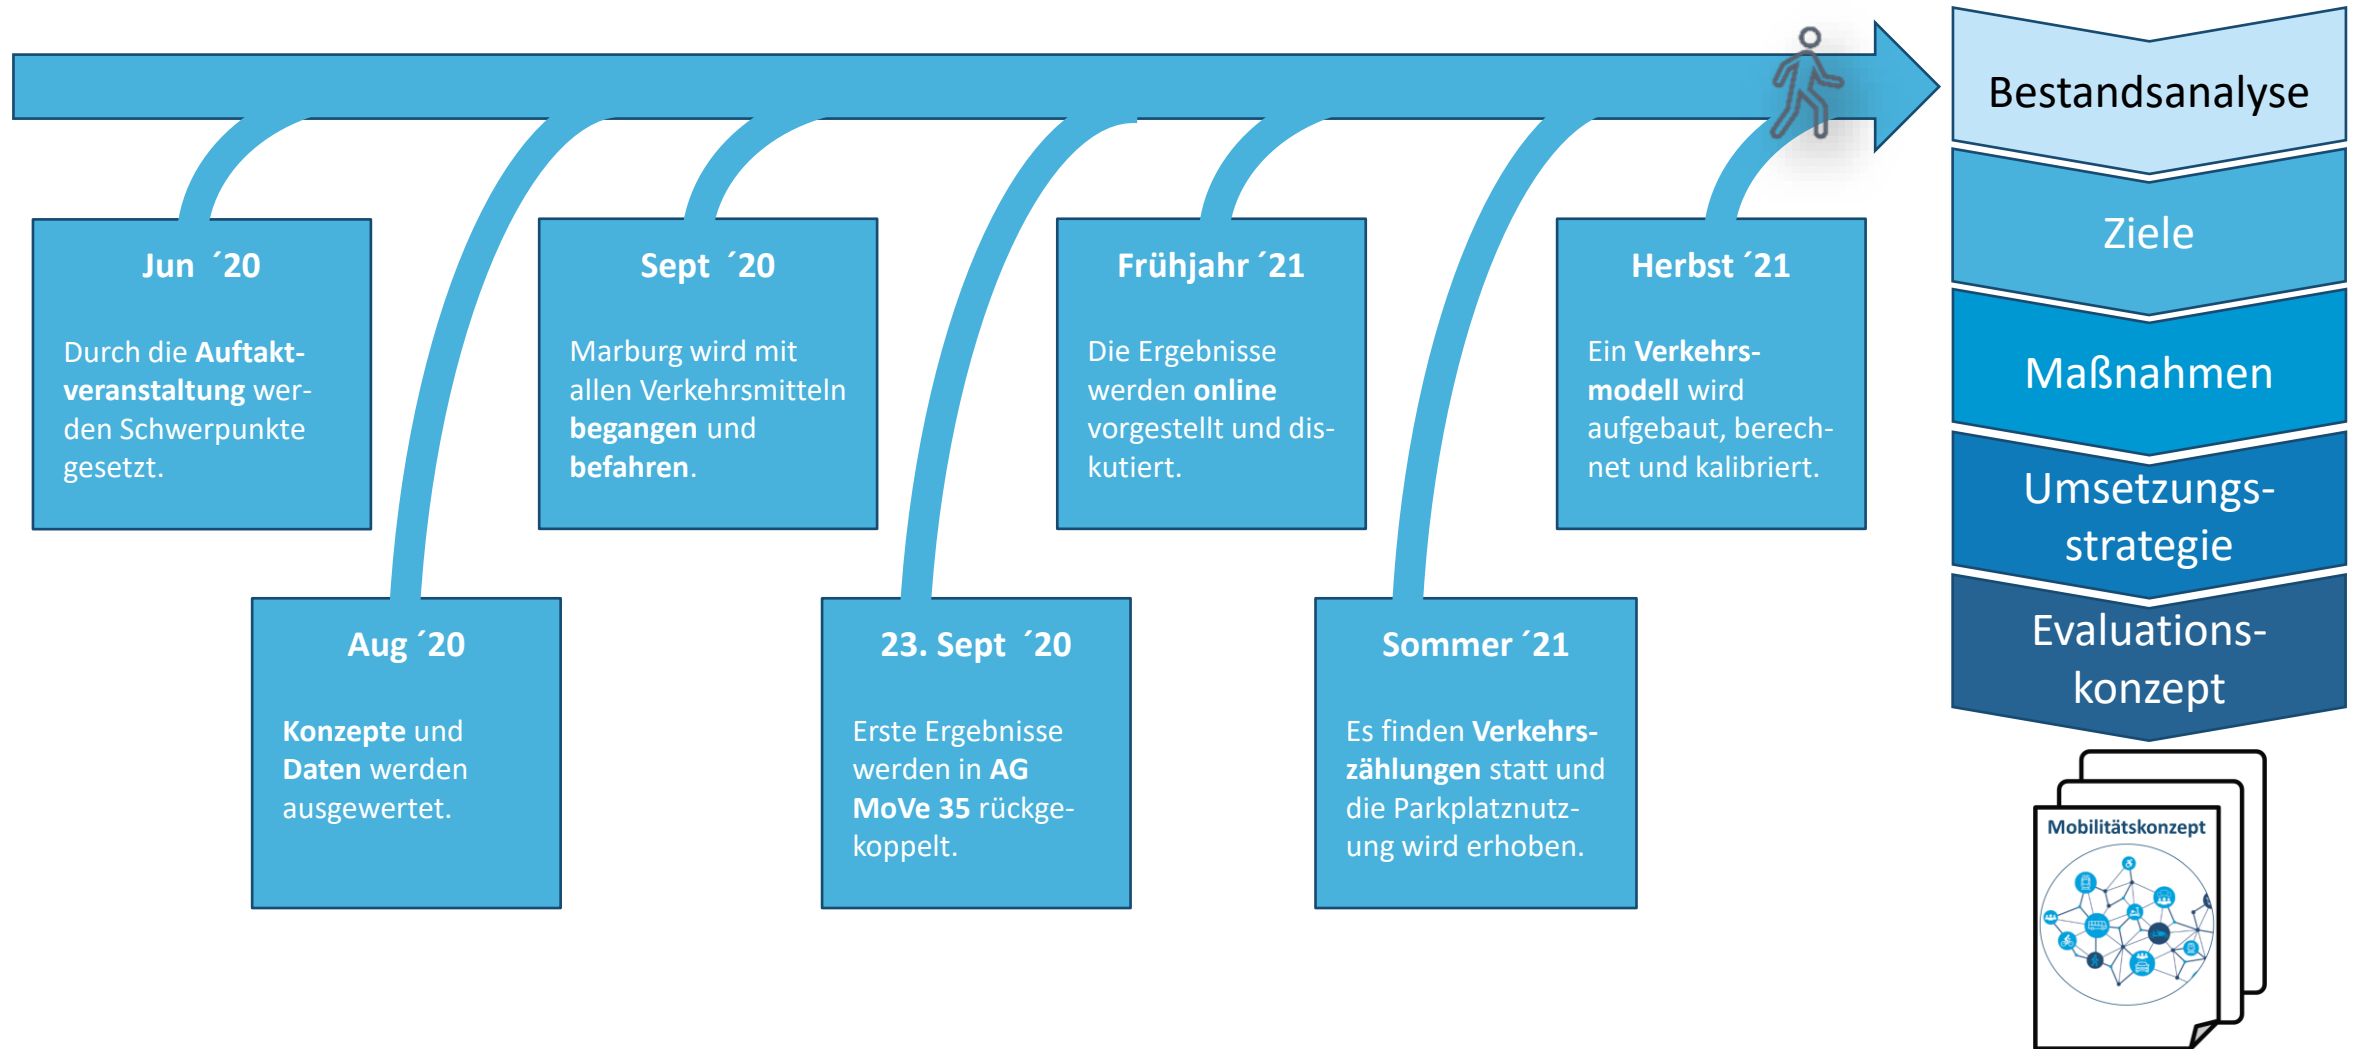 Jun ´20
Durch die Auftakt-
veranstaltung wer-
den Schwerpunkte
gesetzt.
Aug ´20
Konzepte und
Daten werden
ausgewertet.
Sept ´20
Marburg wird mit
allen Verkehrsmitteln
begangen und
befahren.
23. Sept ´20
Erste Ergebnisse
werden in AG
MoVe 35 rückge-
koppelt.
Frühjahr ´21
Die Ergebnisse
werden online
vorgestellt und dis-
kutiert.
Sommer ´21
Es finden Verkehrs-
zählungen statt und
die Parkplatznutz-
ung wird erhoben.
Herbst ´21
Ein Verkehrs-
modell wird
aufgebaut, berech-
net und kalibriert.
Bestandsanalyse
Ziele
Maßnahmen
Umsetzungs-
strategie
Evaluations-
konzept
Mobilitätskonzept